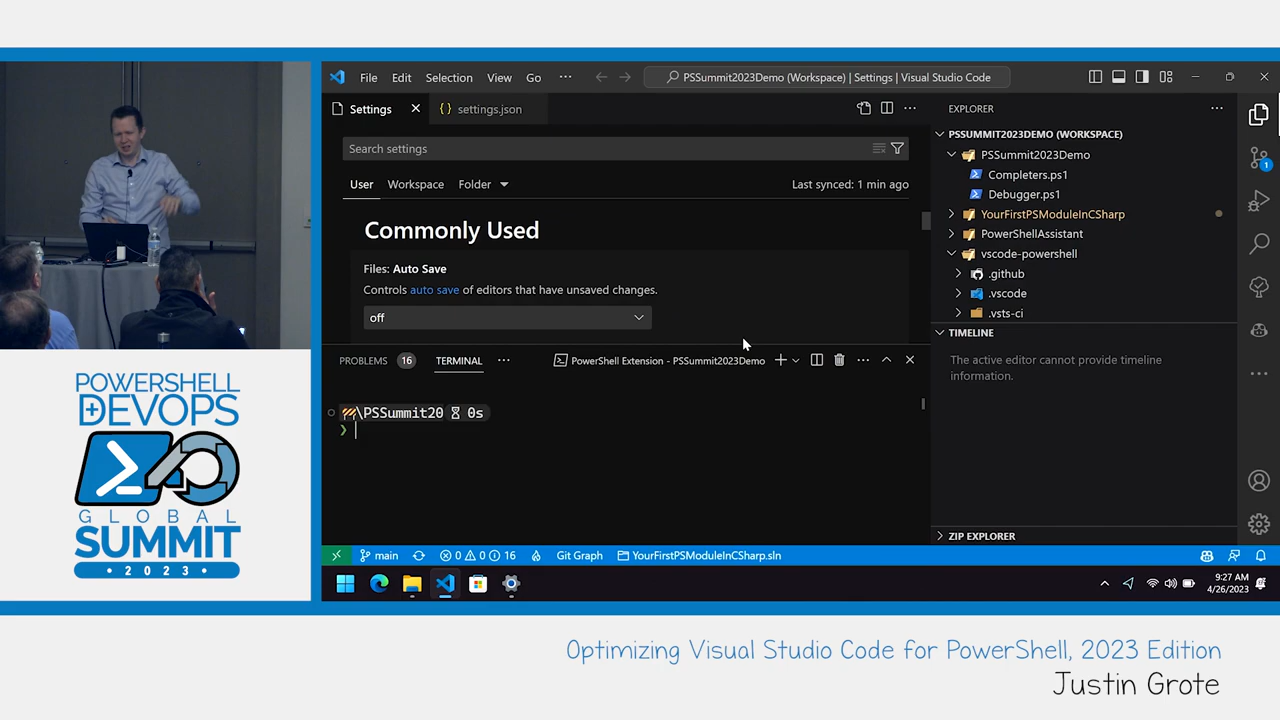 File Edit Selection View Go ··· PSSummit2023Demo (Workspace) | Settings | Visual Studio Code
Settings
{} settings.json
···
Search settings
User Workspace Folder
Last synced: 1 min ago
Commonly Used
Files: Auto Save
Controls auto save of editors that have unsaved changes.
off
PROBLEMS 16 TERMINAL ··· PowerShell Extension - PSSummit2023Demo
\PSSummit20 0s
❯
EXPLORER
PSSUMMIT2023DEMO (WORKSPACE)
PSSummit2023Demo
Completers.ps1
Debugger.ps1
YourFirstPSModuleInCSharp
PowerShellAssistant
vscode-powershell
.github
.vscode
.vsts-ci
TIMELINE
The active editor cannot provide timeline
information.
ZIP EXPLORER
1
main 0 0 16 Git Graph YourFirstPSModuleInCSharp.sln
9:27 AM
4/26/2023
POWERSHELL
+DEVOPS
GLOBAL
SUMMIT
· 2023 ·
Optimizing Visual Studio Code for PowerShell, 2023 Edition
Justin Grote